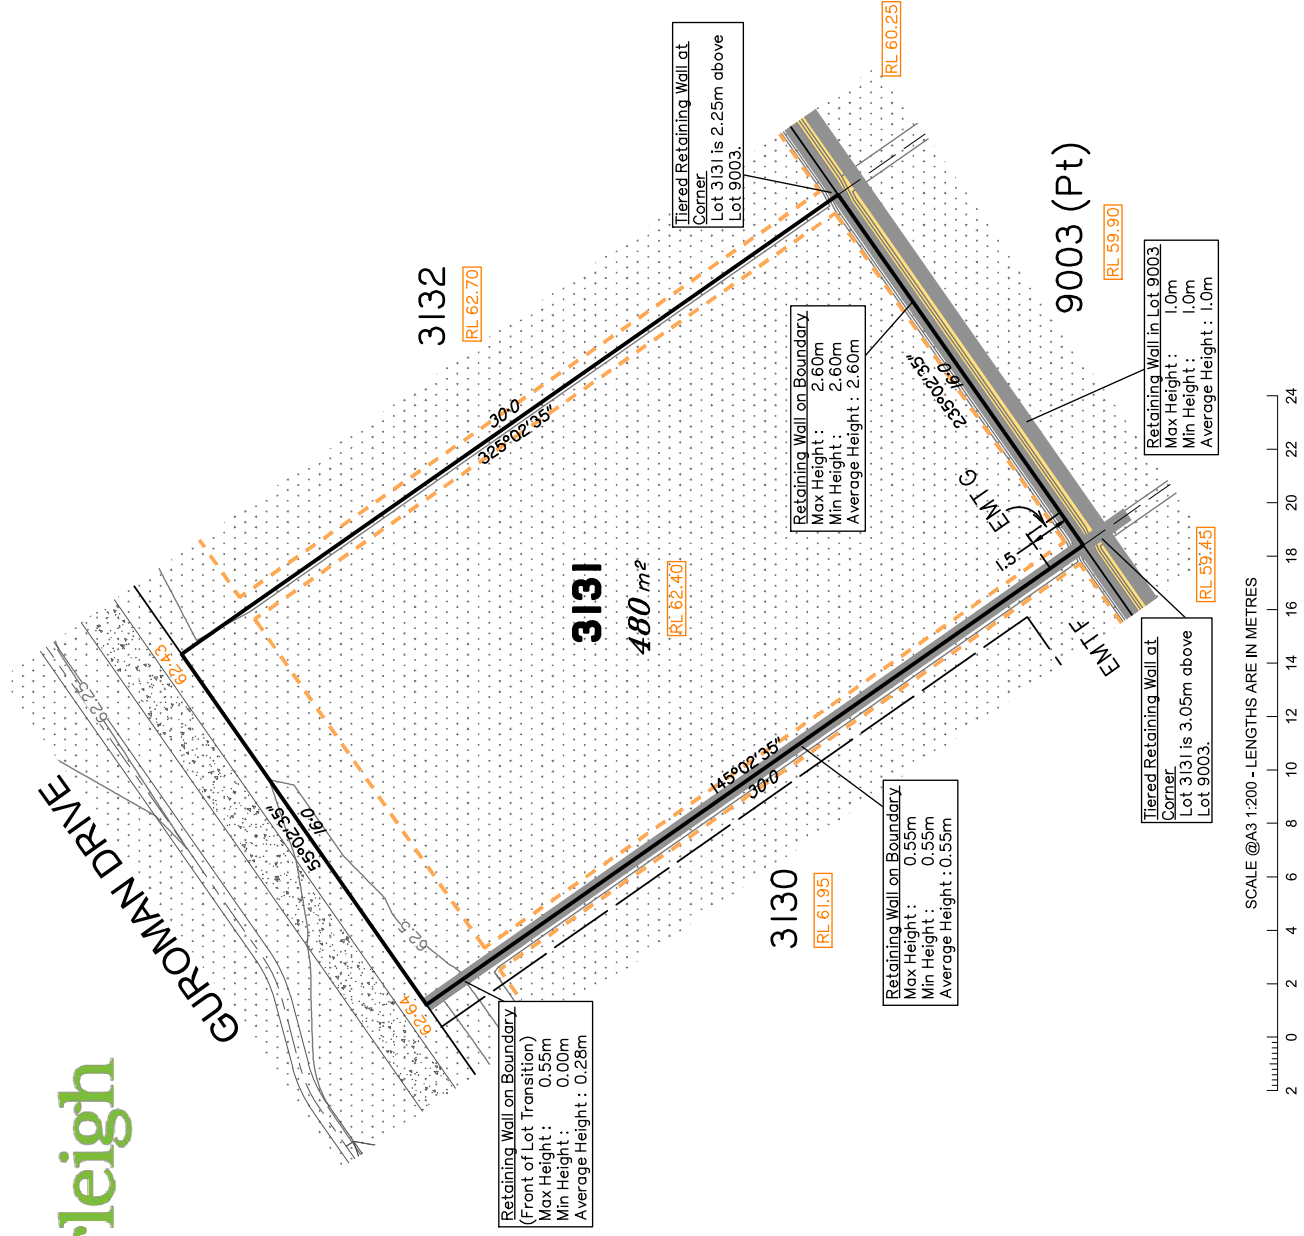 rleigh
GUROMAN DRIVE
62.25
62·43
62·64
62.5
55°02'35"
16·0
Retaining Wall on Boundary
(Front of Lot Transition)
Max Height : 0.55m
Min Height : 0.00m
Average Height : 0.28m
3132
RL 62.70
30·0
325°02'35"
3131
480 m²
RL 62.40
Tiered Retaining Wall at
Corner
Lot 3131 is 2.25m above
Lot 9003.
RL 60.25
Retaining Wall on Boundary
Max Height : 2.60m
Min Height : 2.60m
Average Height : 2.60m
235°02'35"
16·0
9003 (Pt)
RL 59.90
Retaining Wall in Lot 9003
Max Height : 1.0m
Min Height : 1.0m
Average Height : 1.0m
145°02'35"
30·0
3130
RL 61.95
Retaining Wall on Boundary
Max Height : 0.55m
Min Height : 0.55m
Average Height : 0.55m
EMT G
1.5
EMT F
1
RL 59.45
Tiered Retaining Wall at
Corner
Lot 3131 is 3.05m above
Lot 9003.
SCALE @A3 1:200 - LENGTHS ARE IN METRES
2 0 2 4 6 8 10 12 14 16 18 20 22 24